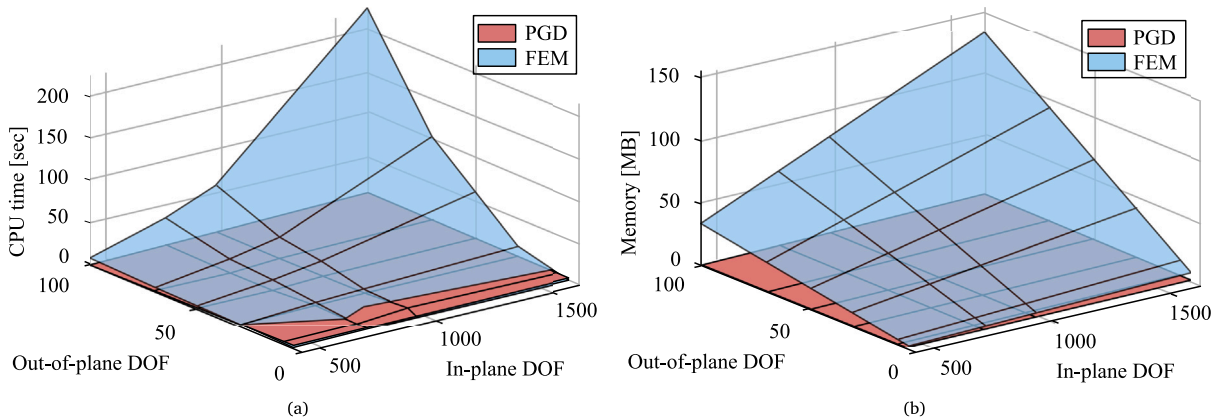 PGD
FEM
CPU time [sec]
200
150
100
50
0
100
50
0
Out-of-plane DOF
500
1000
1500
In-plane DOF
(a)
PGD
FEM
Memory [MB]
150
100
50
0
100
50
0
Out-of-plane DOF
500
1000
1500
In-plane DOF
(b)